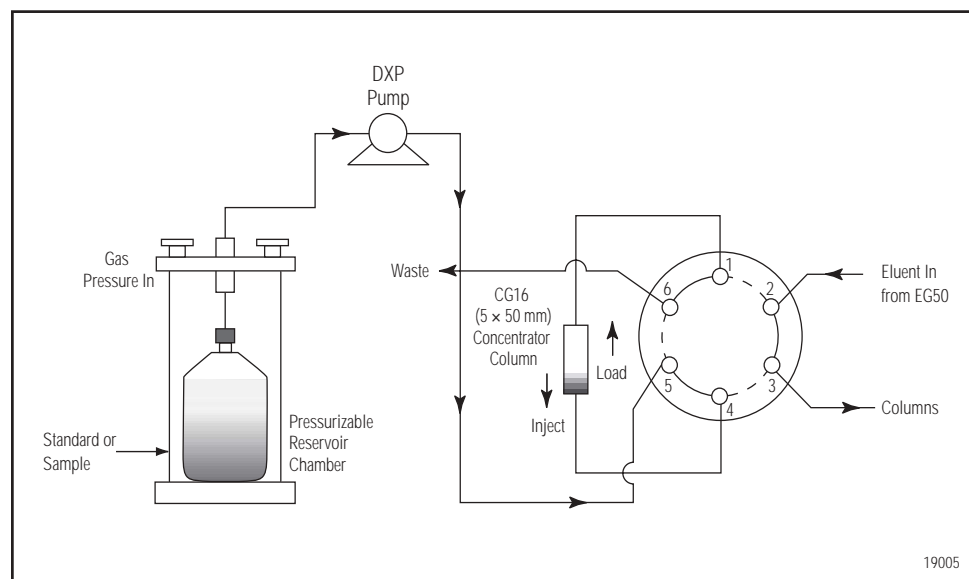 DXP
Pump
Gas
Pressure In
Standard or
Sample
Pressurizable
Reservoir
Chamber
Waste
CG16
(5 × 50 mm)
Concentrator
Column
Load
Inject
1
2
3
4
5
6
Eluent In
from EG50
Columns
19005